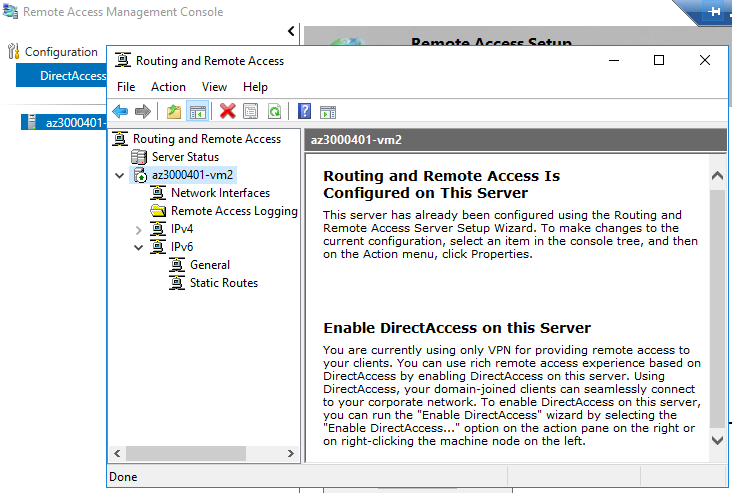 Remote Access Management Console
Configuration
DirectAccess
az3000401-
Remote Access Setup
Routing and Remote Access
File Action View Help
Routing and Remote Access
Server Status
az3000401-vm2
Network Interfaces
Remote Access Logging
IPv4
IPv6
General
Static Routes
az3000401-vm2
Routing and Remote Access Is
Configured on This Server
This server has already been configured using the Routing and
Remote Access Server Setup Wizard. To make changes to the
current configuration, select an item in the console tree, and then
on the Action menu, click Properties.
Enable DirectAccess on this Server
You are currently using only VPN for providing remote access to
your clients. You can use rich remote access experience based on
DirectAccess by enabling DirectAccess on this server. Using
DirectAccess, your domain-joined clients can seamlessly connect
to your corporate network. To enable DirectAccess on this server,
you can run the "Enable DirectAccess" wizard by selecting the
"Enable DirectAccess..." option on the action pane on the right or
on right-clicking the machine node on the left.
Done